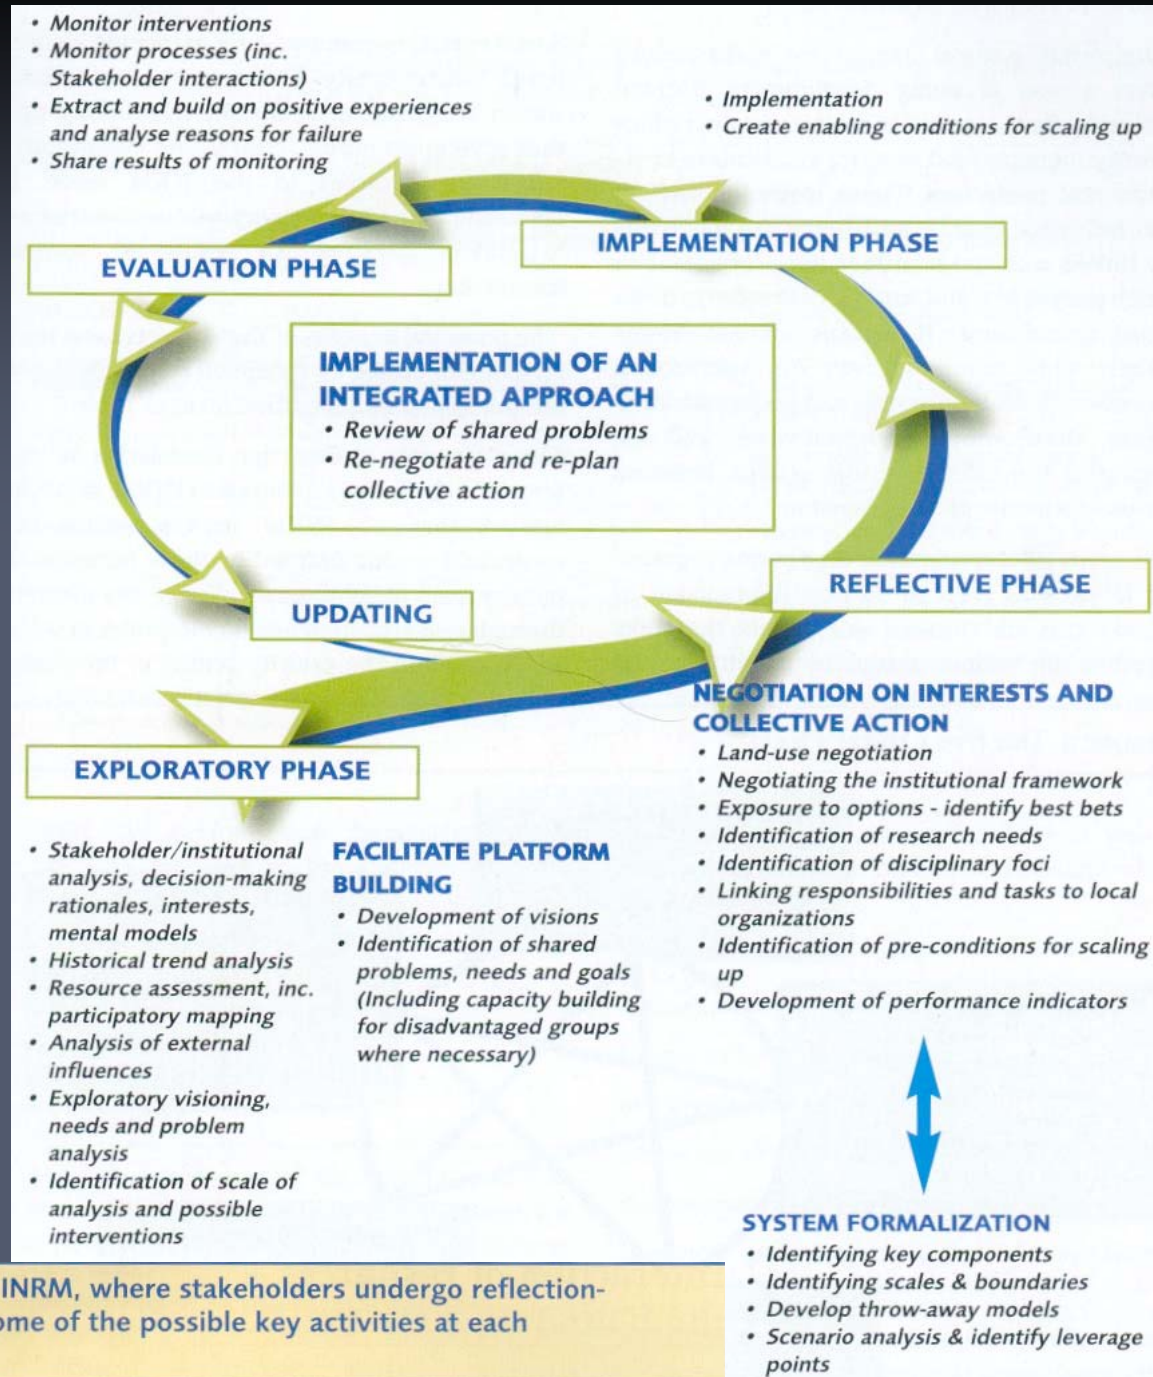 • Monitor interventions
• Monitor processes (inc.
Stakeholder interactions)
• Extract and build on positive experiences
and analyse reasons for failure
• Share results of monitoring
• Implementation
• Create enabling conditions for scaling up
IMPLEMENTATION PHASE
EVALUATION PHASE
IMPLEMENTATION OF AN
INTEGRATED APPROACH
• Review of shared problems
• Re-negotiate and re-plan
collective action
REFLECTIVE PHASE
UPDATING
EXPLORATORY PHASE
• Stakeholder/institutional
analysis, decision-making
rationales, interests,
mental models
• Historical trend analysis
• Resource assessment, inc.
participatory mapping
• Analysis of external
influences
• Exploratory visioning,
needs and problem
analysis
• Identification of scale of
analysis and possible
interventions
FACILITATE PLATFORM
BUILDING
• Development of visions
• Identification of shared
problems, needs and goals
(Including capacity building
for disadvantaged groups
where necessary)
NEGOTIATION ON INTERESTS AND
COLLECTIVE ACTION
• Land-use negotiation
• Negotiating the institutional framework
• Exposure to options - identify best bets
• Identification of research needs
• Identification of disciplinary foci
• Linking responsibilities and tasks to local
organizations
• Identification of pre-conditions for scaling
up
• Development of performance indicators
SYSTEM FORMALIZATION
• Identifying key components
• Identifying scales & boundaries
• Develop throw-away models
• Scenario analysis & identify leverage
points
INRM, where stakeholders undergo reflection-
ome of the possible key activities at each